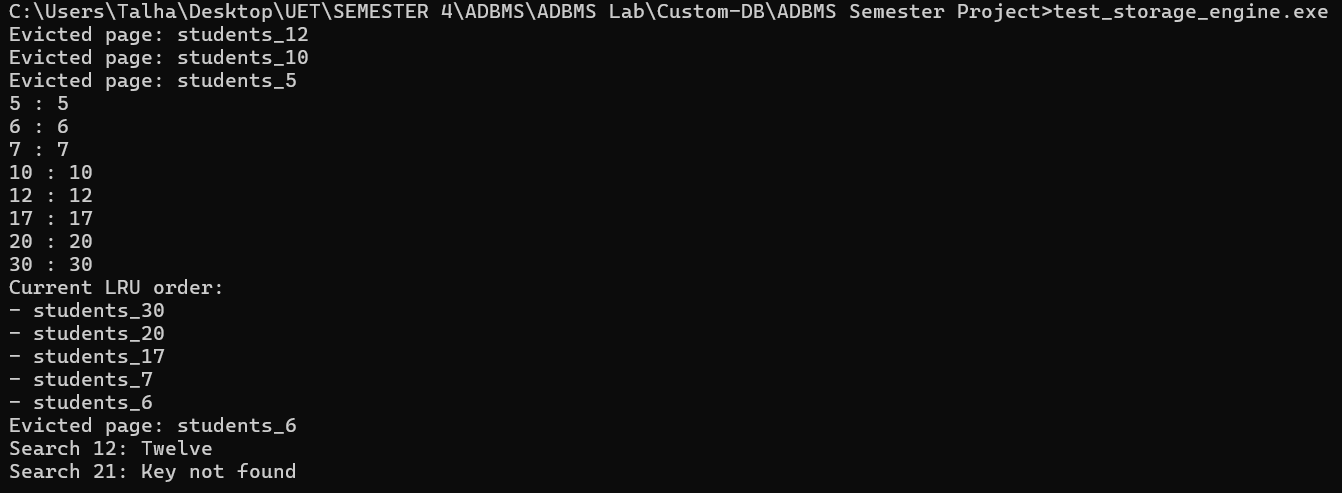 C:\Users\Talha\Desktop\UET\SEMESTER 4\ADBMS\ADBMS Lab\Custom-DB\ADBMS Semester Project>test_storage_engine.exe
Evicted page: students_12
Evicted page: students_10
Evicted page: students_5
5 : 5
6 : 6
7 : 7
10 : 10
12 : 12
17 : 17
20 : 20
30 : 30
Current LRU order:
- students_30
- students_20
- students_17
- students_7
- students_6
Evicted page: students_6
Search 12: Twelve
Search 21: Key not found